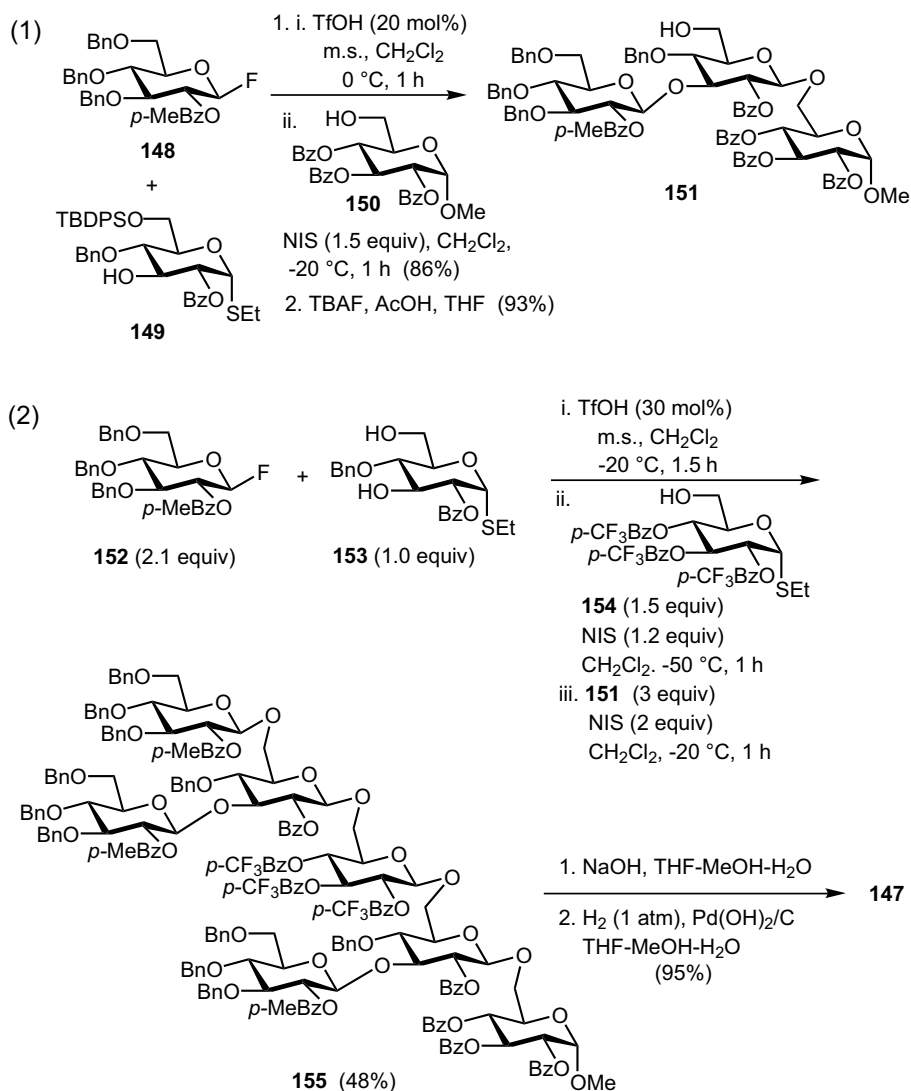 (1)
BnO
BnO
BnO
O
F
p-MeBzO
148
+
TBDPSO
BnO
HO
O
BzO
SEt
149
1. i. TfOH (20 mol%)
m.s., CH2Cl2
0 °C, 1 h
ii.
HO
BzO
BzO
O
BzO
OMe
150
NIS (1.5 equiv), CH2Cl2,
-20 °C, 1 h (86%)
2. TBAF, AcOH, THF (93%)
HO
BnO
BnO
O
O
BnO
BnO
O
O
BzO
p-MeBzO
O
BzO
BzO
BzO
OMe
151
(2)
BnO
BnO
BnO
O
F
p-MeBzO
152 (2.1 equiv)
+
HO
BnO
HO
O
BzO
SEt
153 (1.0 equiv)
i. TfOH (30 mol%)
m.s., CH2Cl2
-20 °C, 1.5 h
ii.
HO
O
p-CF3BzO
p-CF3BzO
p-CF3BzO
SEt
154 (1.5 equiv)
NIS (1.2 equiv)
CH2Cl2. -50 °C, 1 h
iii. 151 (3 equiv)
NIS (2 equiv)
CH2Cl2, -20 °C, 1 h
BnO
BnO
BnO
O
O
p-MeBzO
BnO
BnO
BnO
O
BnO
O
O
O
BzO
p-MeBzO
O
p-CF3BzO
p-CF3BzO
O
p-CF3BzO
BnO
BnO
BnO
O
BnO
O
O
O
BzO
p-MeBzO
O
BzO
BzO
BzO
OMe
155 (48%)
1. NaOH, THF-MeOH-H2O
147
2. H2 (1 atm), Pd(OH)2/C
THF-MeOH-H2O
(95%)